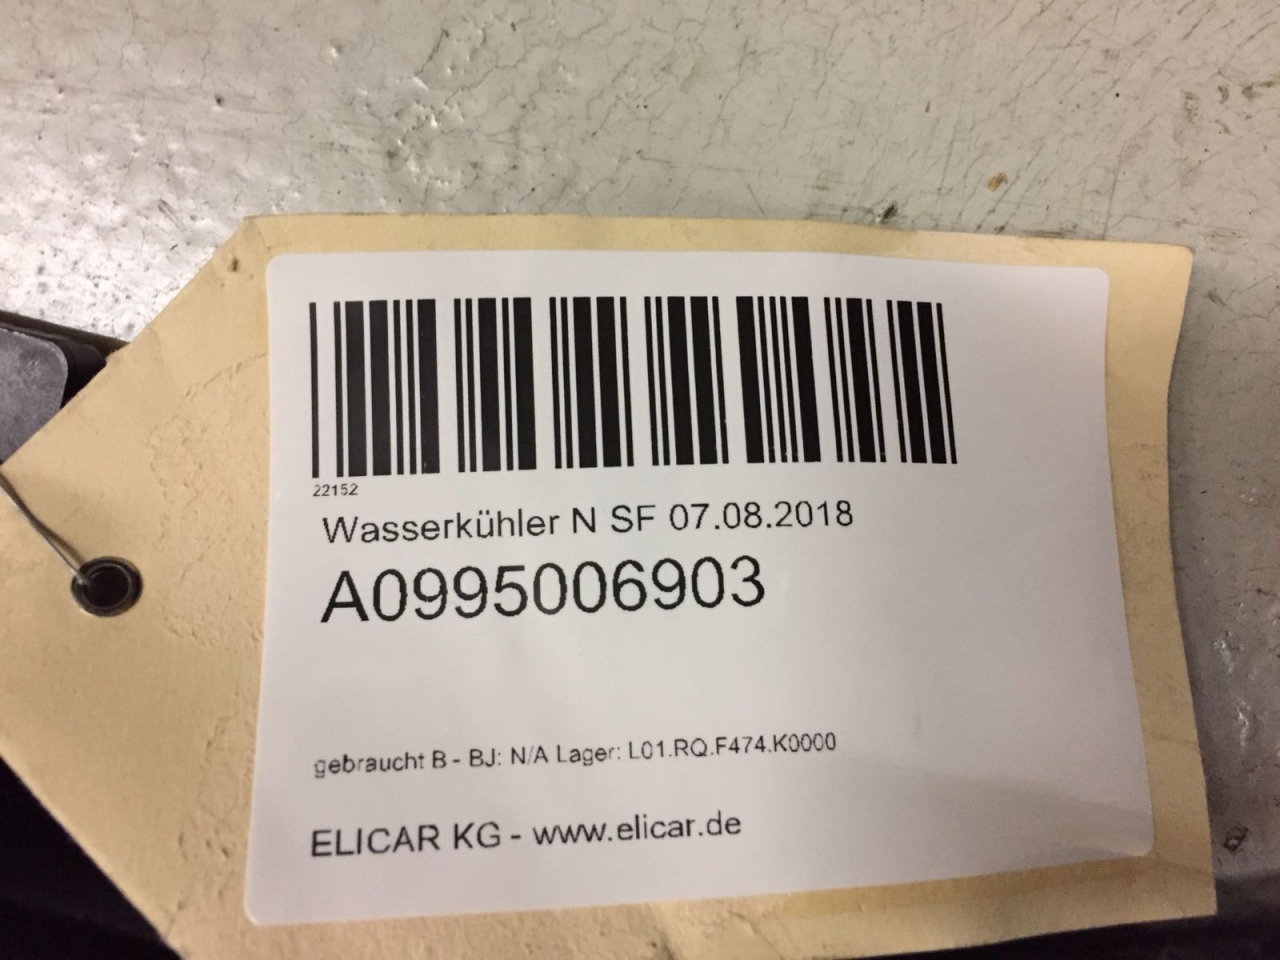 22152
Wasserkühler N SF 07.08.2018
A0995006903
gebraucht B - BJ: N/A Lager: L01.RQ.F474.K0000
ELICAR KG - www.elicar.de